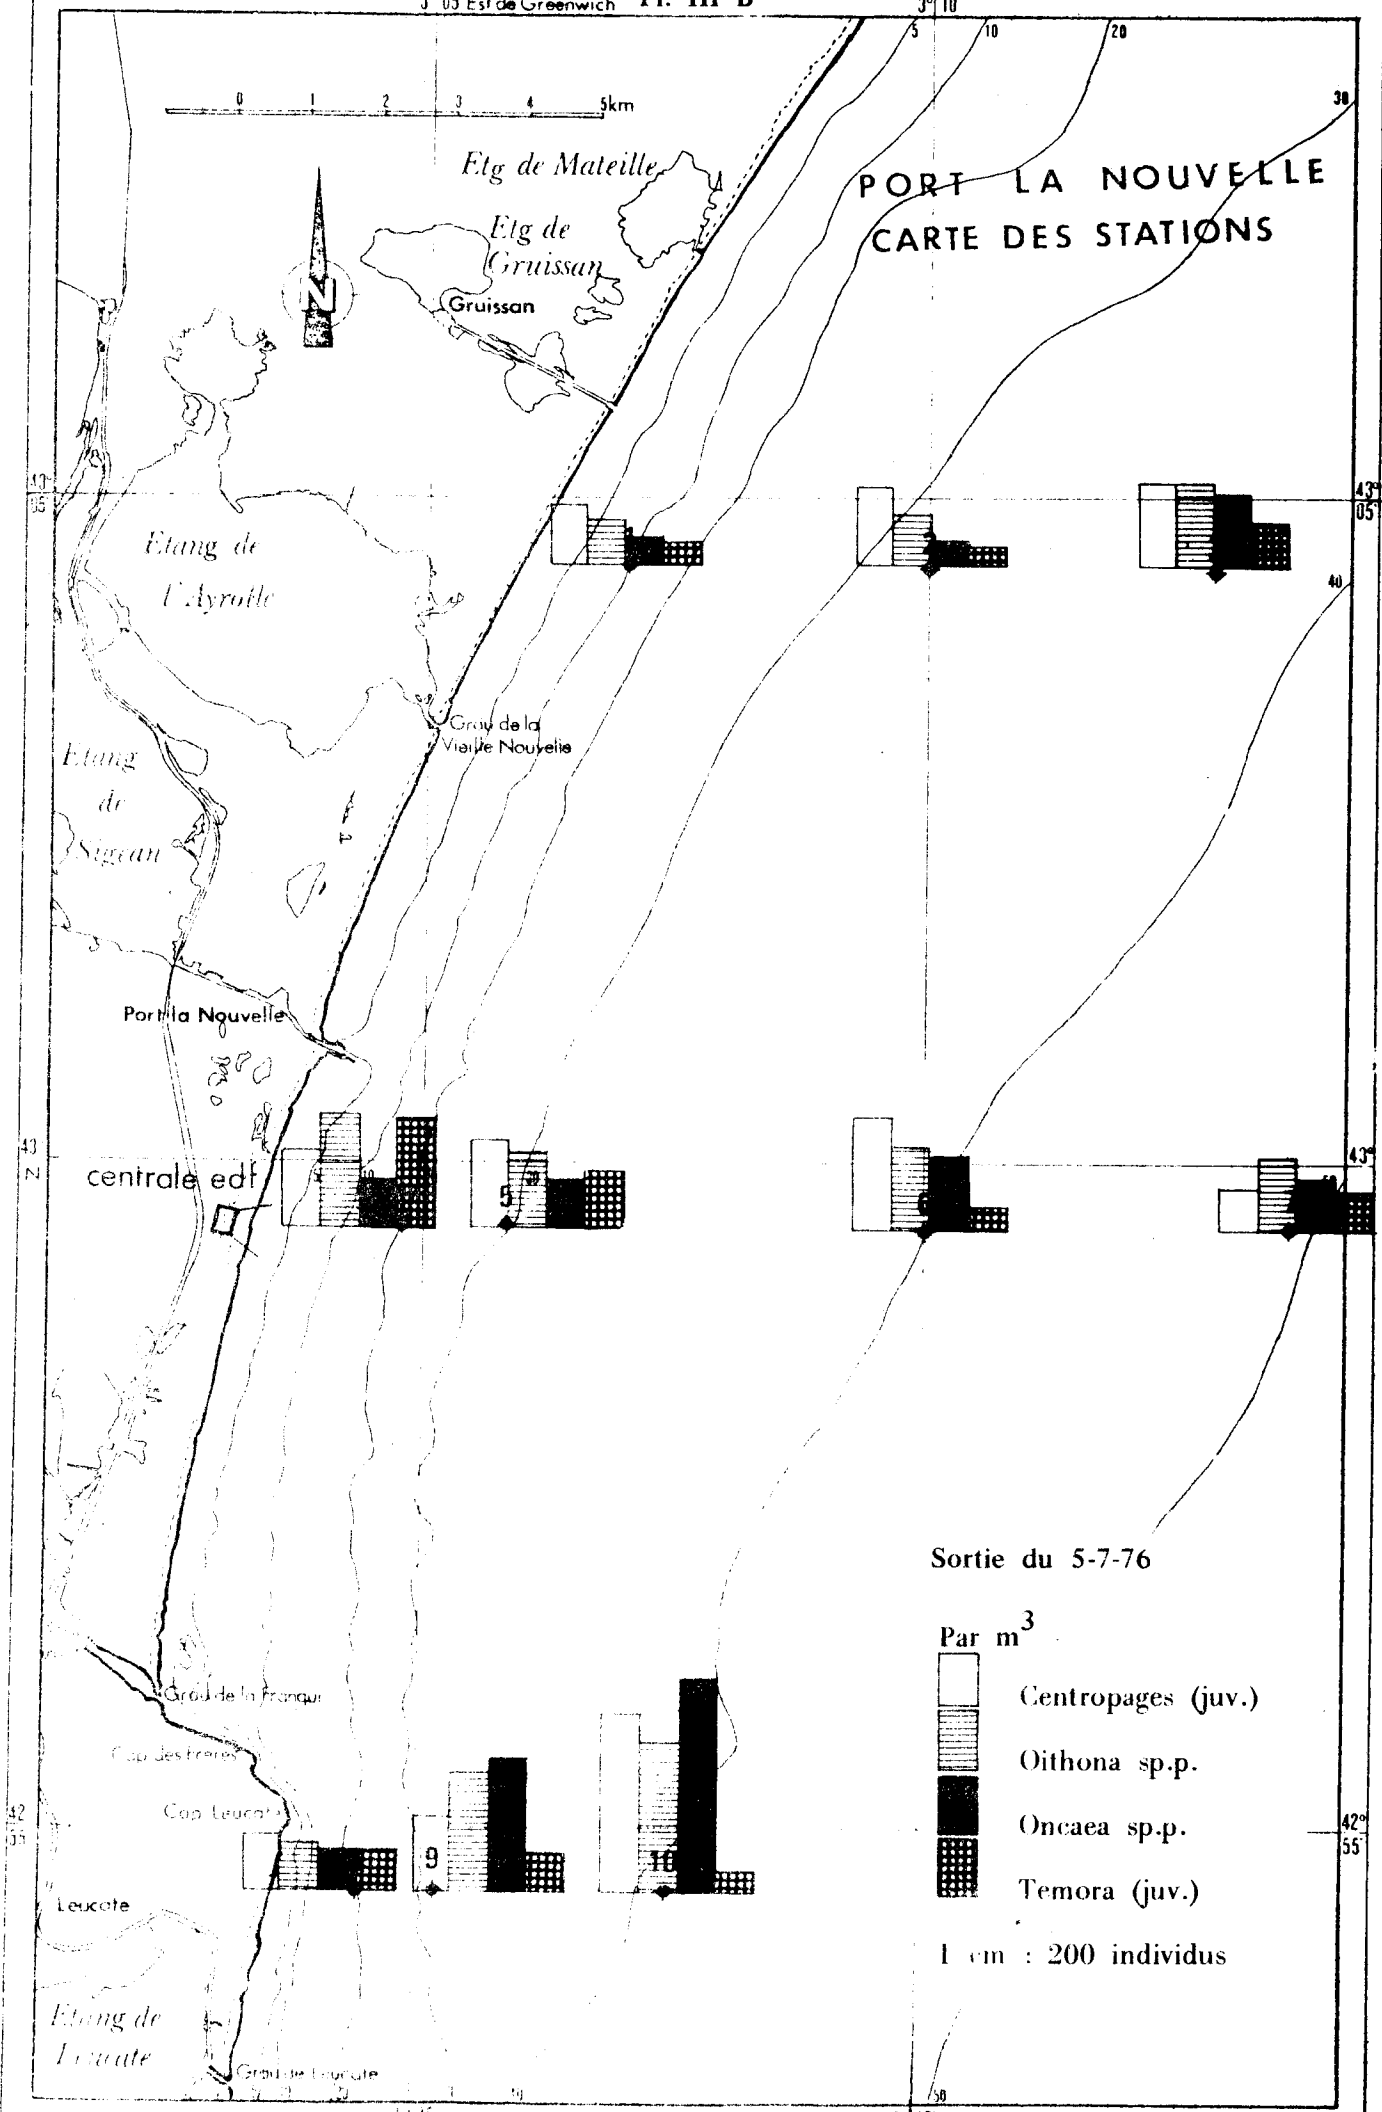 3° 05 Est de Greenwich Pl. III B 3° 10
5 10 20
0 1 2 3 4 5km
30
Etg de Mateille
PORT LA NOUVELLE
CARTE DES STATIONS
Etg de
Gruissan
N
Gruissan
43°
05'
Etang de
l'Ayrolle
40
Grau de la
Vieille Nouvelle
Etang
de
Sigean
Port la Nouvelle
43
N
43°
centrale edf
5
6
Sortie du 5-7-76
Par m3
Centropages (juv.)
Oithona sp.p.
Oncaea sp.p.
Temora (juv.)
1 cm : 200 individus
Grau de la Franqui
Cap des Frères
Cap Leucate
42
55
42°
55'
9
10
Leucate
Etang de
Leucate
Grau de Leucate
50